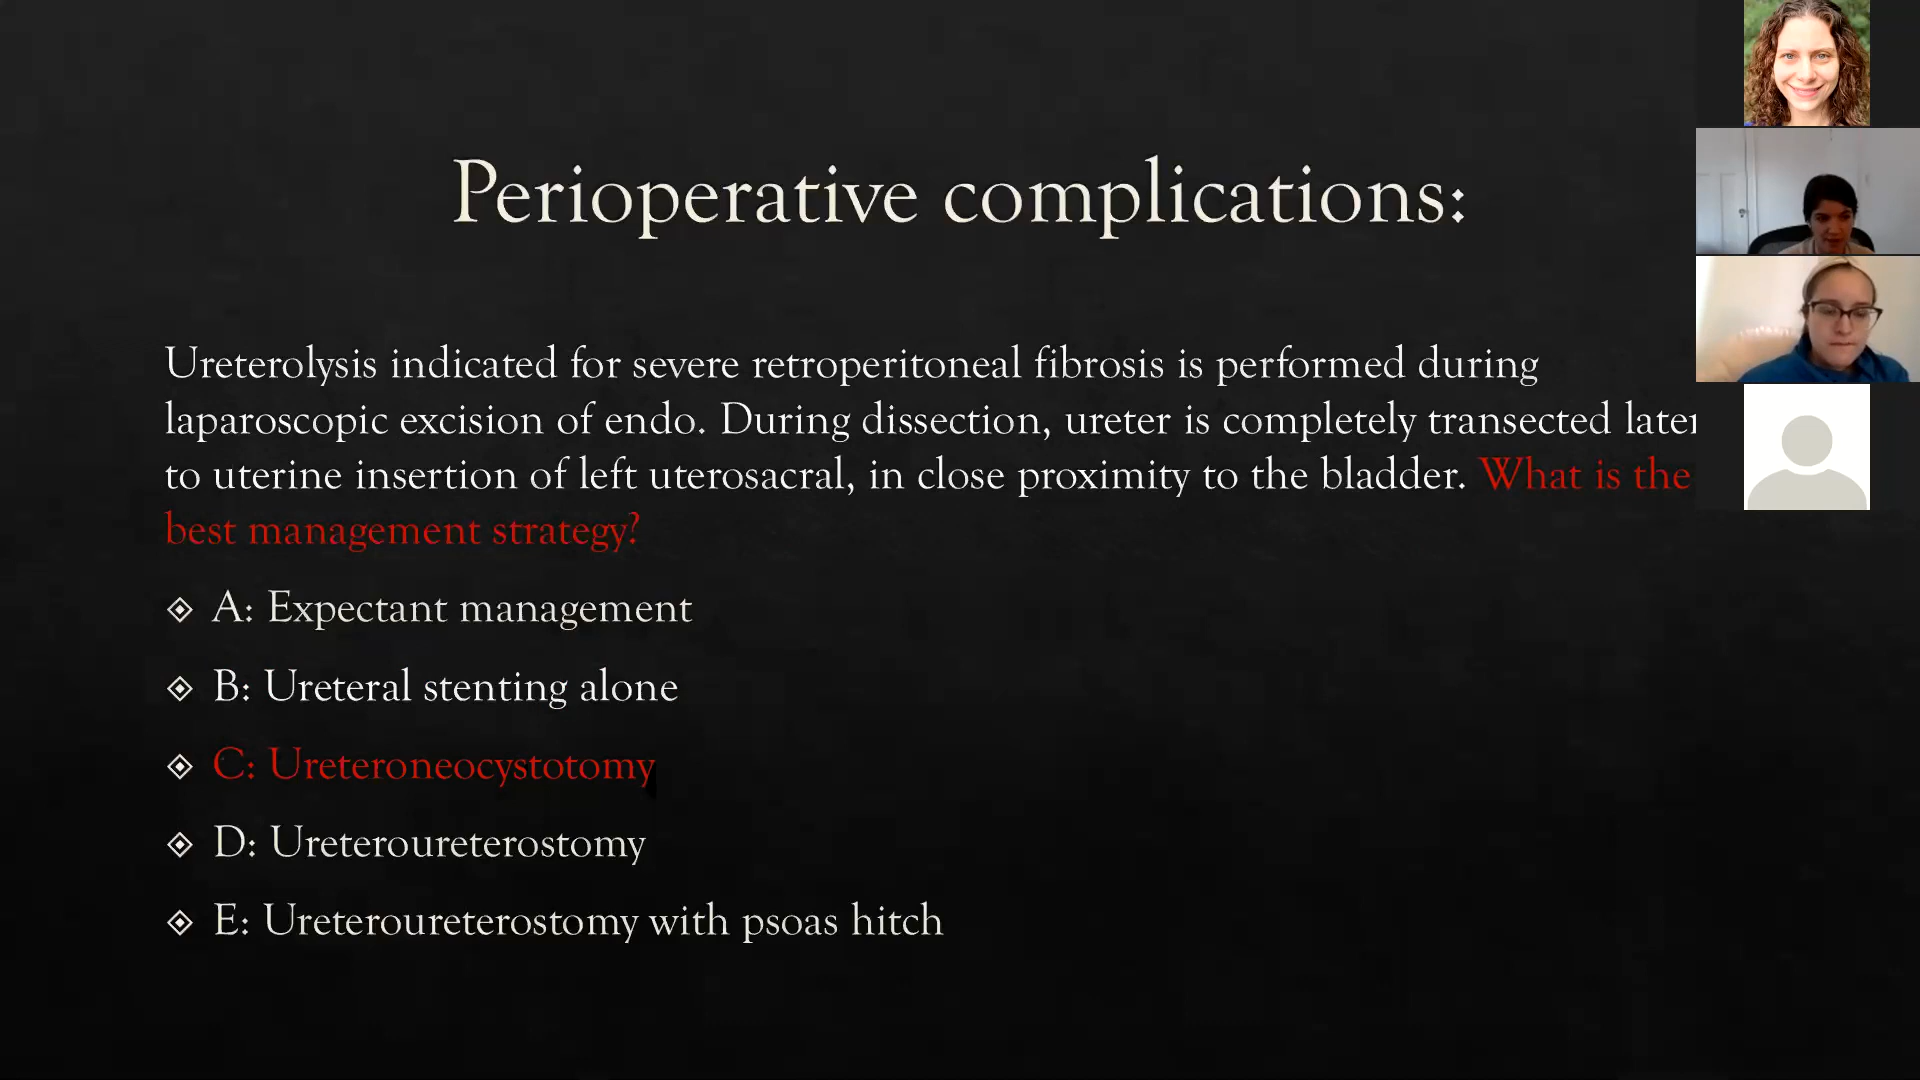 Perioperative complications:
Ureterolysis indicated for severe retroperitoneal fibrosis is performed during
laparoscopic excision of endo. During dissection, ureter is completely transected
to uterine insertion of left uterosacral, in close proximity to the bladder. What is the
best management strategy?
A: Expectant management
B: Ureteral stenting alone
C: Ureteroneocystotomy
D: Ureteroureterostomy
E: Ureteroureterostomy with psoas hitch